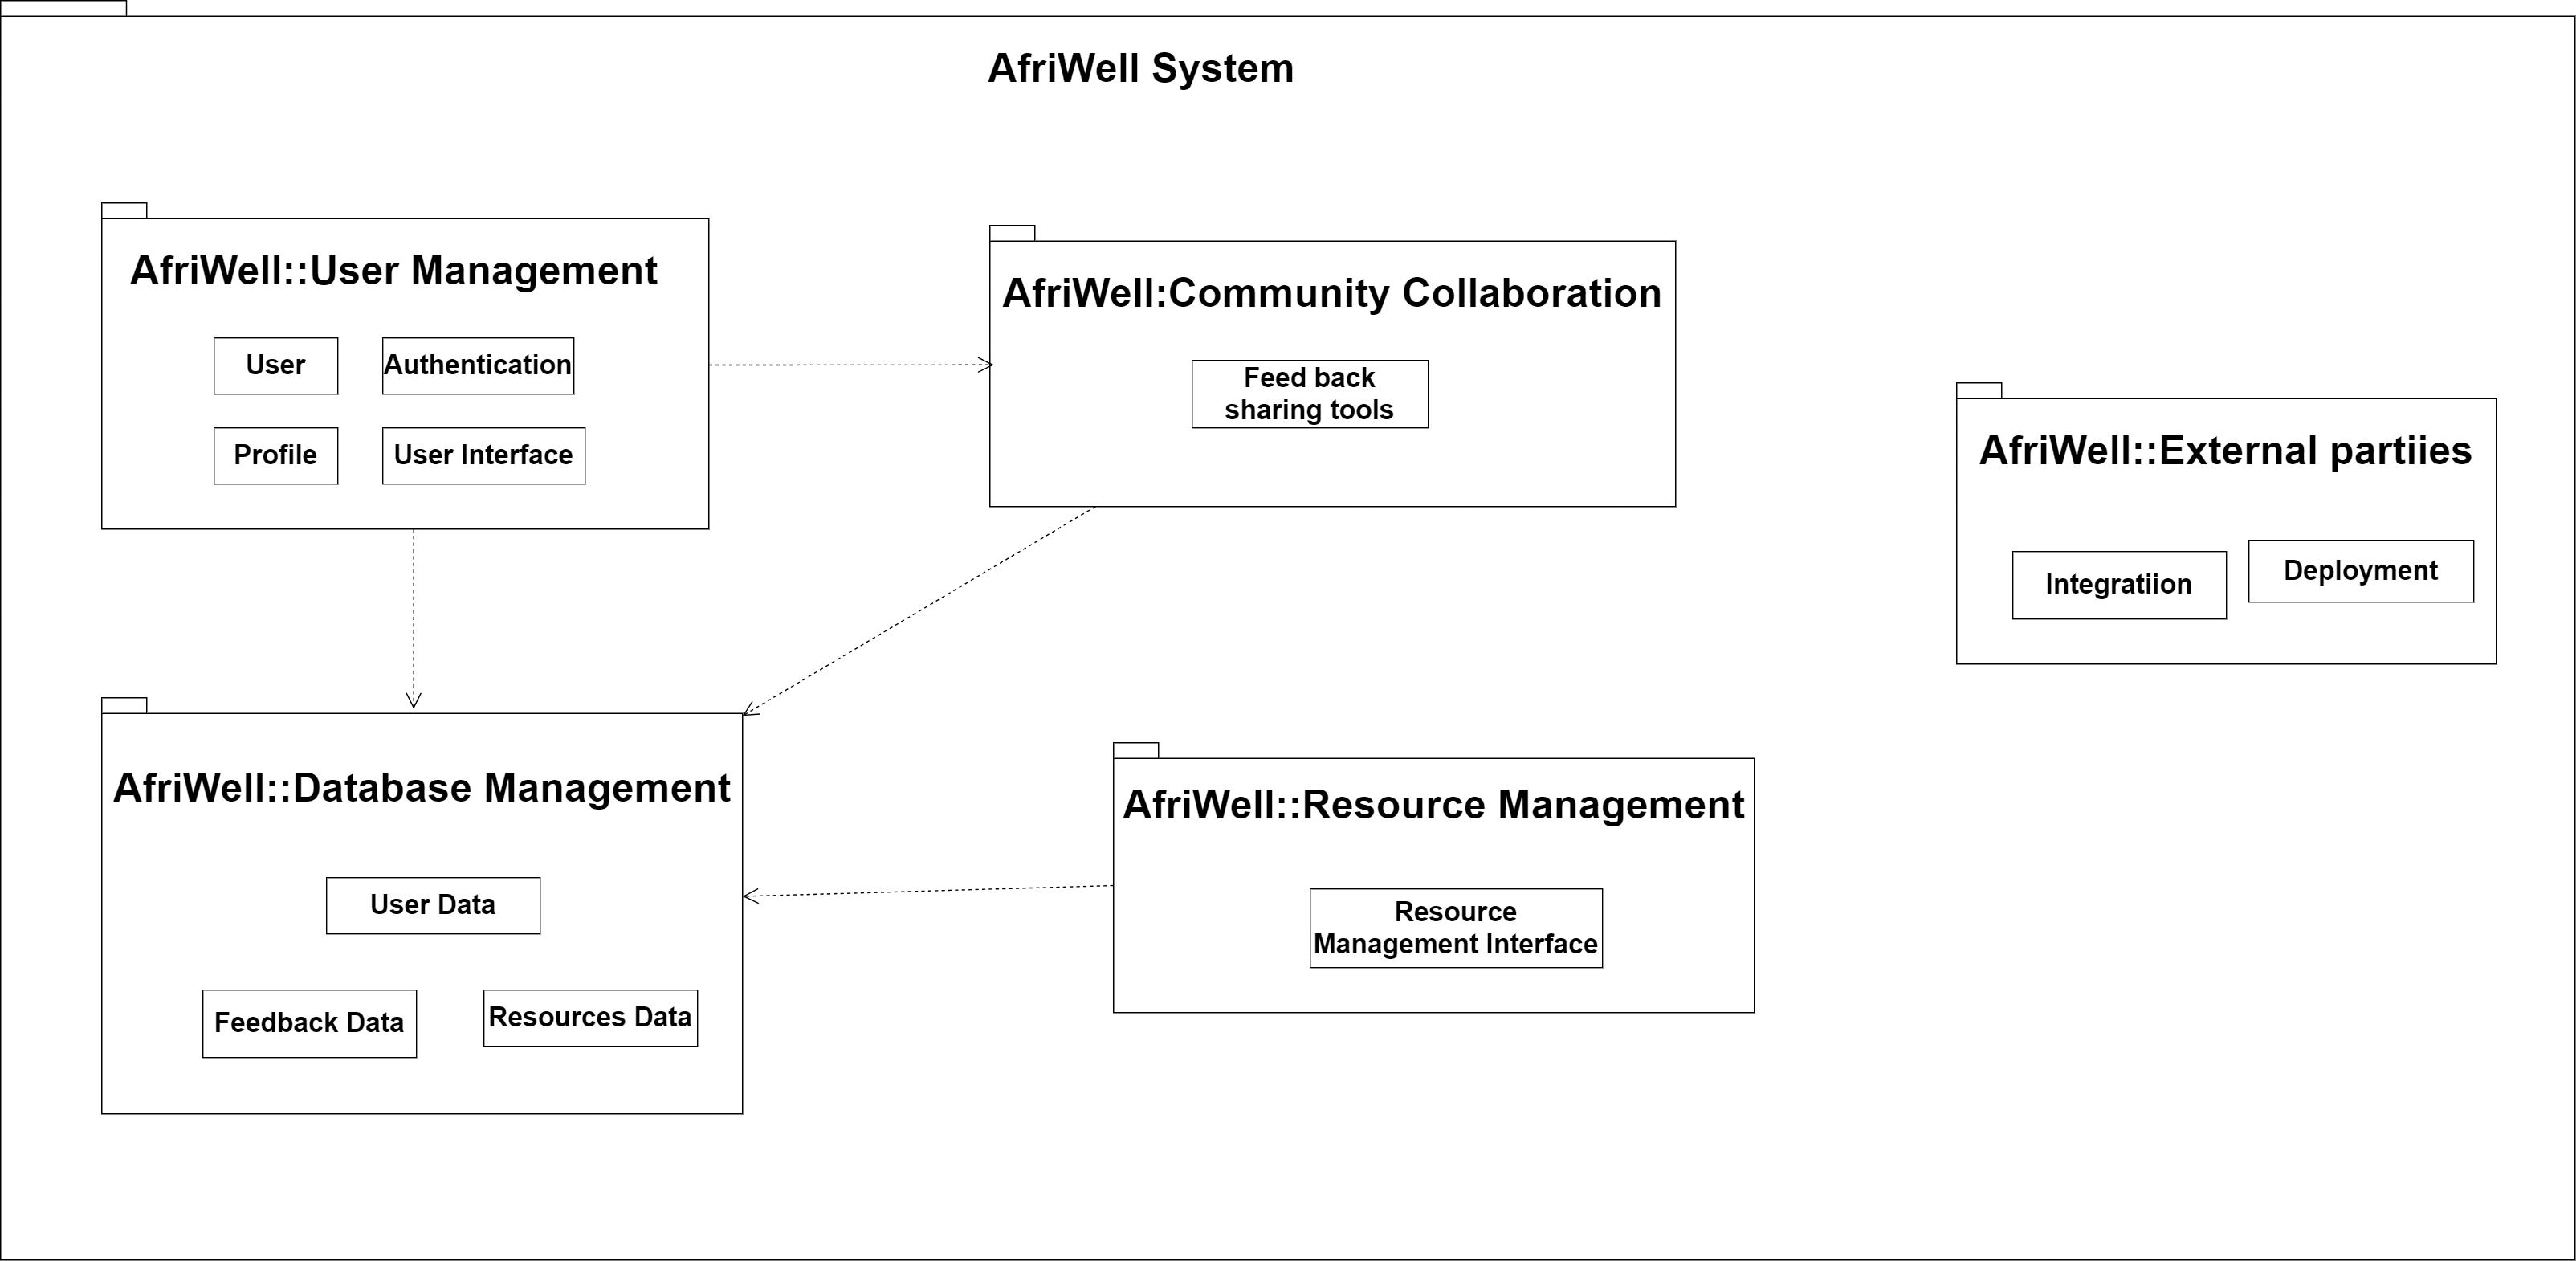 AfriWell System
AfriWell::User Management
User
Authentication
Profile
User Interface
AfriWell:Community Collaboration
Feed back
sharing tools
AfriWell::External partiies
Integratiion
Deployment
AfriWell::Database Management
User Data
Feedback Data
Resources Data
AfriWell::Resource Management
Resource
Management Interface